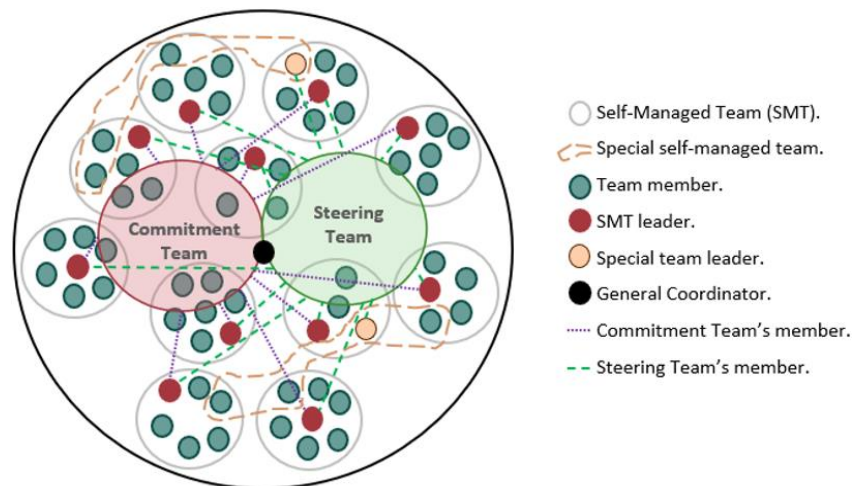 Commitment
Team
Steering
Team
Self-Managed Team (SMT).
Special self-managed team.
Team member.
SMT leader.
Special team leader.
General Coordinator.
Commitment Team's member.
Steering Team's member.